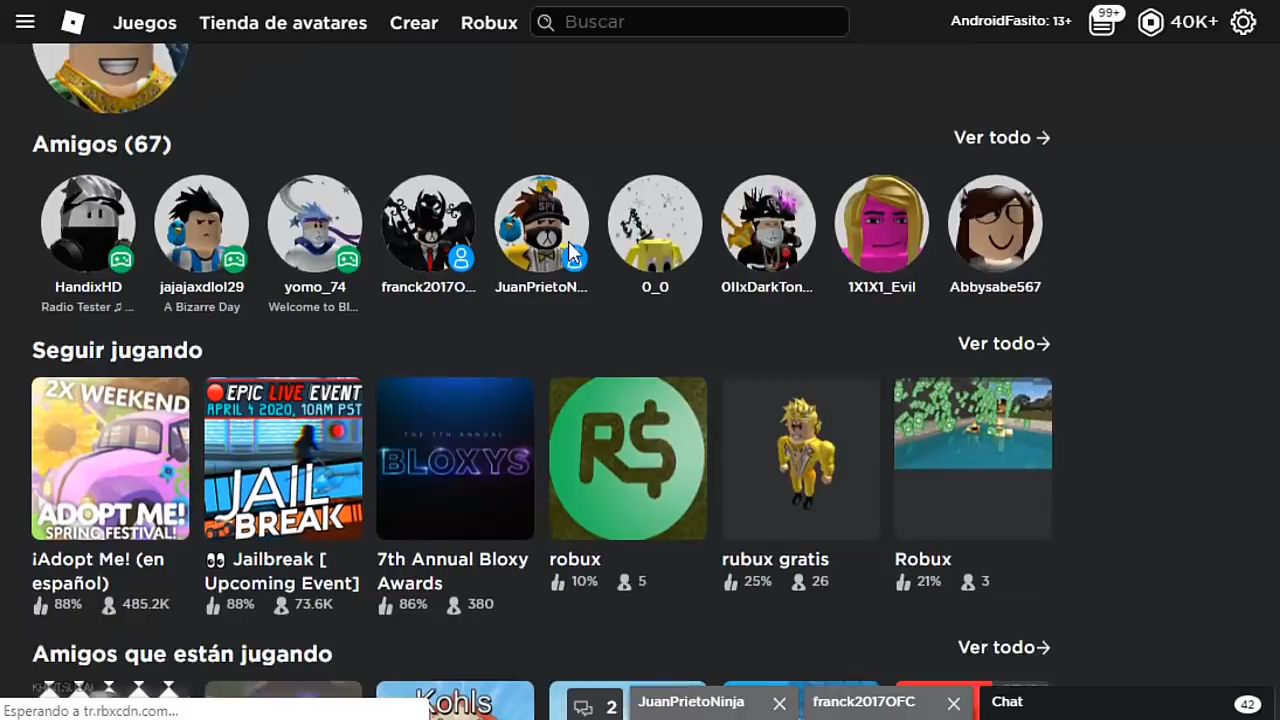 Juegos Tienda de avatares Crear Robux Buscar AndroidFasito: 13+ 99+ 40K+
Amigos (67) Ver todo →
HandixHD jajajaxdlol29 yomo_74 franck2017O... JuanPrietoN... 0_0 0IIxDarkTon... 1X1X1_Evil Abbysabe567
Radio Tester ♫ ... A Bizarre Day Welcome to Bl...
Seguir jugando Ver todo→
2X WEEKEND
ADOPT ME!
SPRING FESTIVAL!
EPIC LIVE EVENT
APRIL 4 2020, 10AM PST
JAIL
BREAK
THE 7TH ANNUAL
BLOXYS
R$
¡Adopt Me! (en español)
88% 485.2K
👀 Jailbreak [ Upcoming Event]
88% 73.6K
7th Annual Bloxy Awards
86% 380
robux
10% 5
rubux gratis
25% 26
Robux
21% 3
Amigos que están jugando Ver todo→
Kohls
Esperando a tr.rbxcdn.com...
2 JuanPrietoNinja franck2017OFC Chat 42